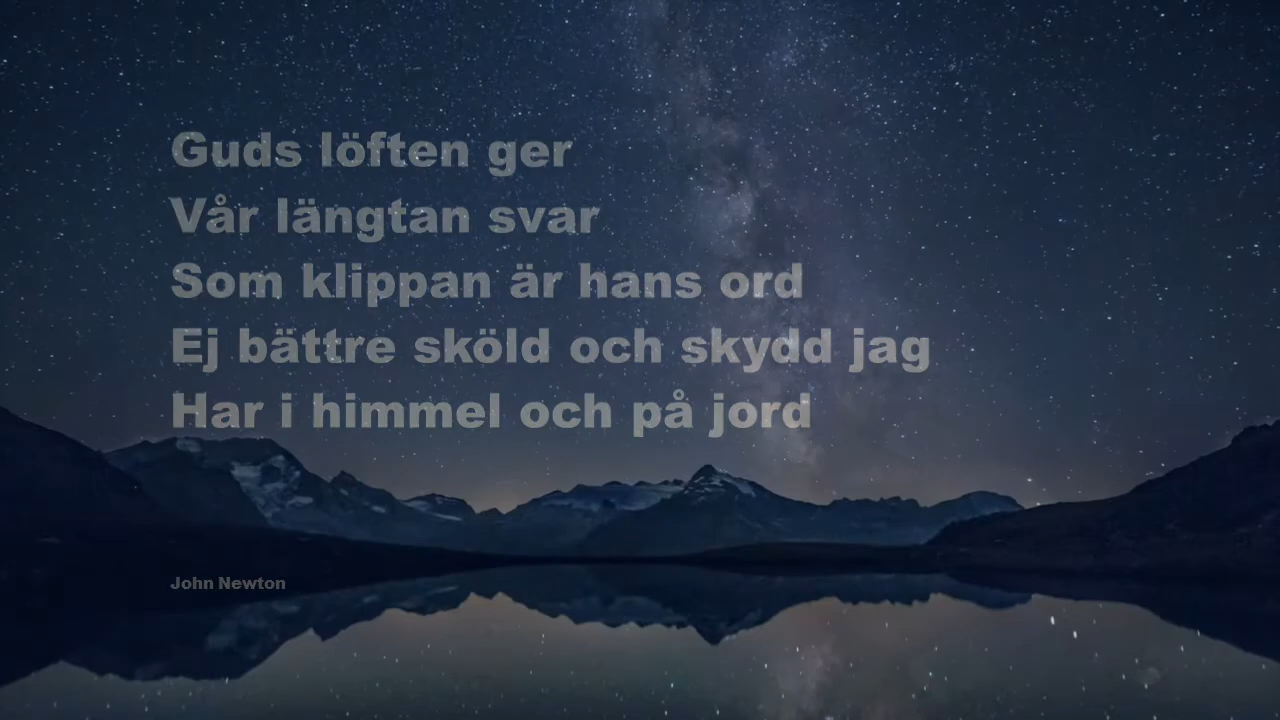 Guds löften ger
Vår längtan svar
Som klippan är hans ord
Ej bättre sköld och skydd jag
Har i himmel och på jord
John Newton